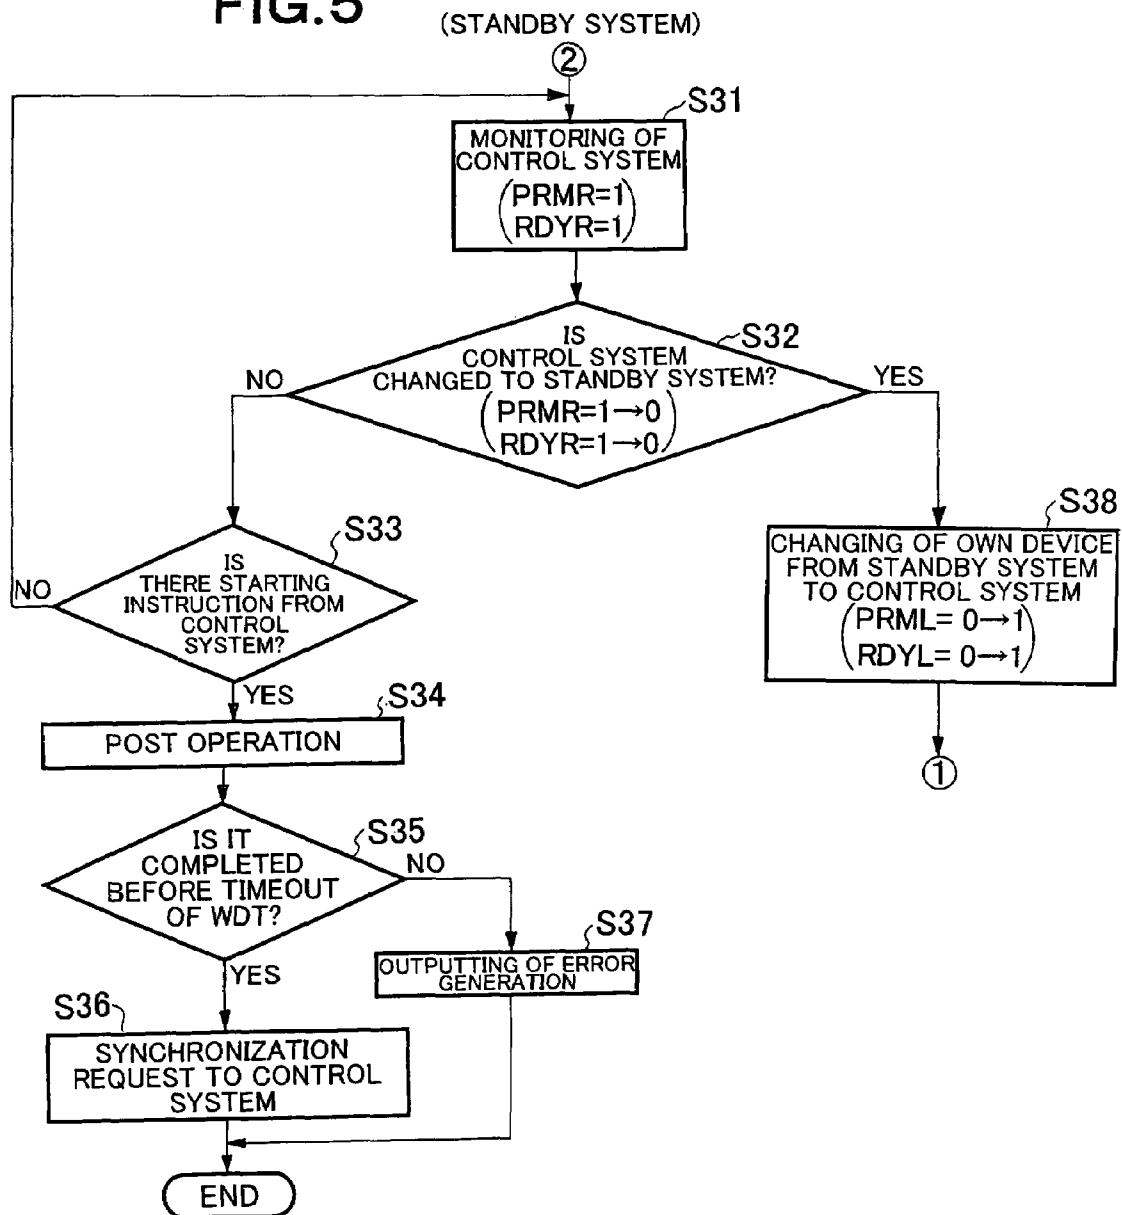 FIG.5
(STANDBY SYSTEM)
②
S31
MONITORING OF
CONTROL SYSTEM
(PRMR=1
RDYR=1)
S32
IS
CONTROL SYSTEM
CHANGED TO STANDBY SYSTEM?
(PRMR=1→0
RDYR=1→0)
NO
YES
S33
IS
THERE STARTING
INSTRUCTION FROM
CONTROL
SYSTEM?
NO
YES
S38
CHANGING OF OWN DEVICE
FROM STANDBY SYSTEM
TO CONTROL SYSTEM
(PRML= 0→1
RDYL= 0→1)
①
S34
POST OPERATION
S35
IS IT
COMPLETED
BEFORE TIMEOUT
OF WDT?
NO
YES
S37
OUTPUTTING OF ERROR
GENERATION
S36
SYNCHRONIZATION
REQUEST TO CONTROL
SYSTEM
END